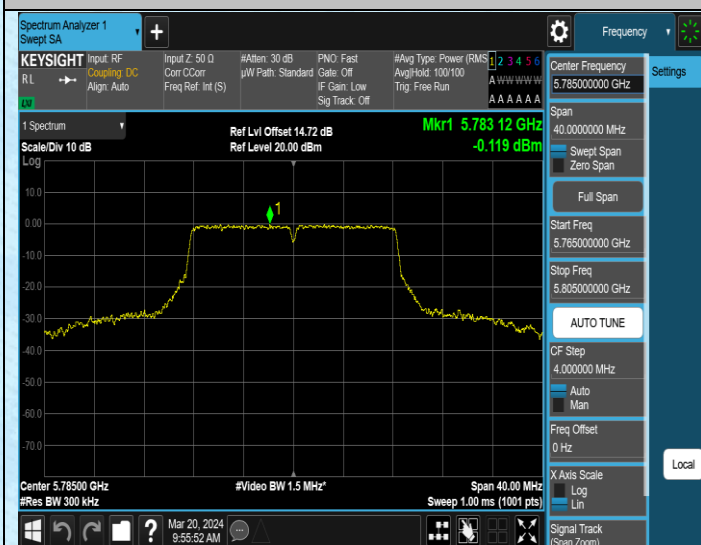 Spectrum Analyzer 1
Swept SA
Frequency
KEYSIGHT
R L
LXI
Input: RF
Coupling: DC
Align: Auto
Input Z: 50 Ω
Corr CCorr
Freq Ref: Int (S)
#Atten: 30 dB
µW Path: Standard
PNO: Fast
Gate: Off
IF Gain: Low
Sig Track: Off
#Avg Type: Power (RMS
Avg|Hold: 100/100
Trig: Free Run
1 2 3 4 5 6
A W W W W W
A A A A A A
1 Spectrum
Scale/Div 10 dB
Log
Ref Lvl Offset 14.72 dB
Ref Level 20.00 dBm
Mkr1 5.783 12 GHz
-0.119 dBm
10.0
0.00
-10.0
-20.0
-30.0
-40.0
-50.0
-60.0
-70.0
1
Center 5.78500 GHz
#Res BW 300 kHz
#Video BW 1.5 MHz*
Span 40.00 MHz
Sweep 1.00 ms (1001 pts)
Mar 20, 2024
9:55:52 AM
?
Center Frequency
5.785000000 GHz
Settings
Span
40.0000000 MHz
Swept Span
Zero Span
Full Span
Start Freq
5.765000000 GHz
Stop Freq
5.805000000 GHz
AUTO TUNE
CF Step
4.000000 MHz
Auto
Man
Freq Offset
0 Hz
X Axis Scale
Log
Lin
Signal Track
(Span Zoom)
Local